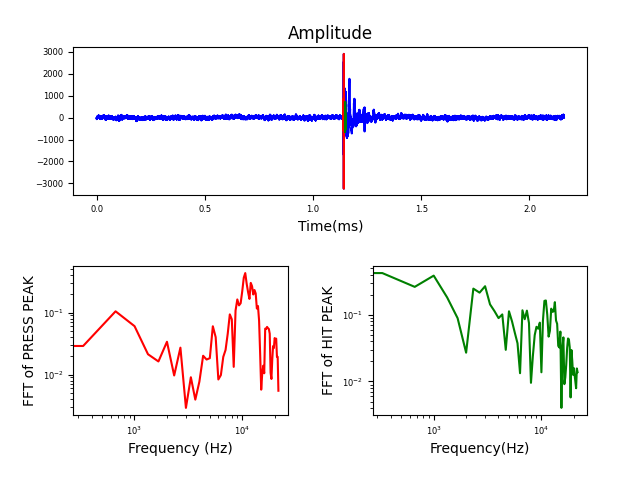 Amplitude
3000
2000
1000
0
−1000
−2000
−3000
0.0 0.5 1.0 1.5 2.0
Time(ms)
FFT of PRESS PEAK
10⁻¹
10⁻²
10³ 10⁴
Frequency (Hz)
FFT of HIT PEAK
10⁻¹
10⁻²
10³ 10⁴
Frequency(Hz)